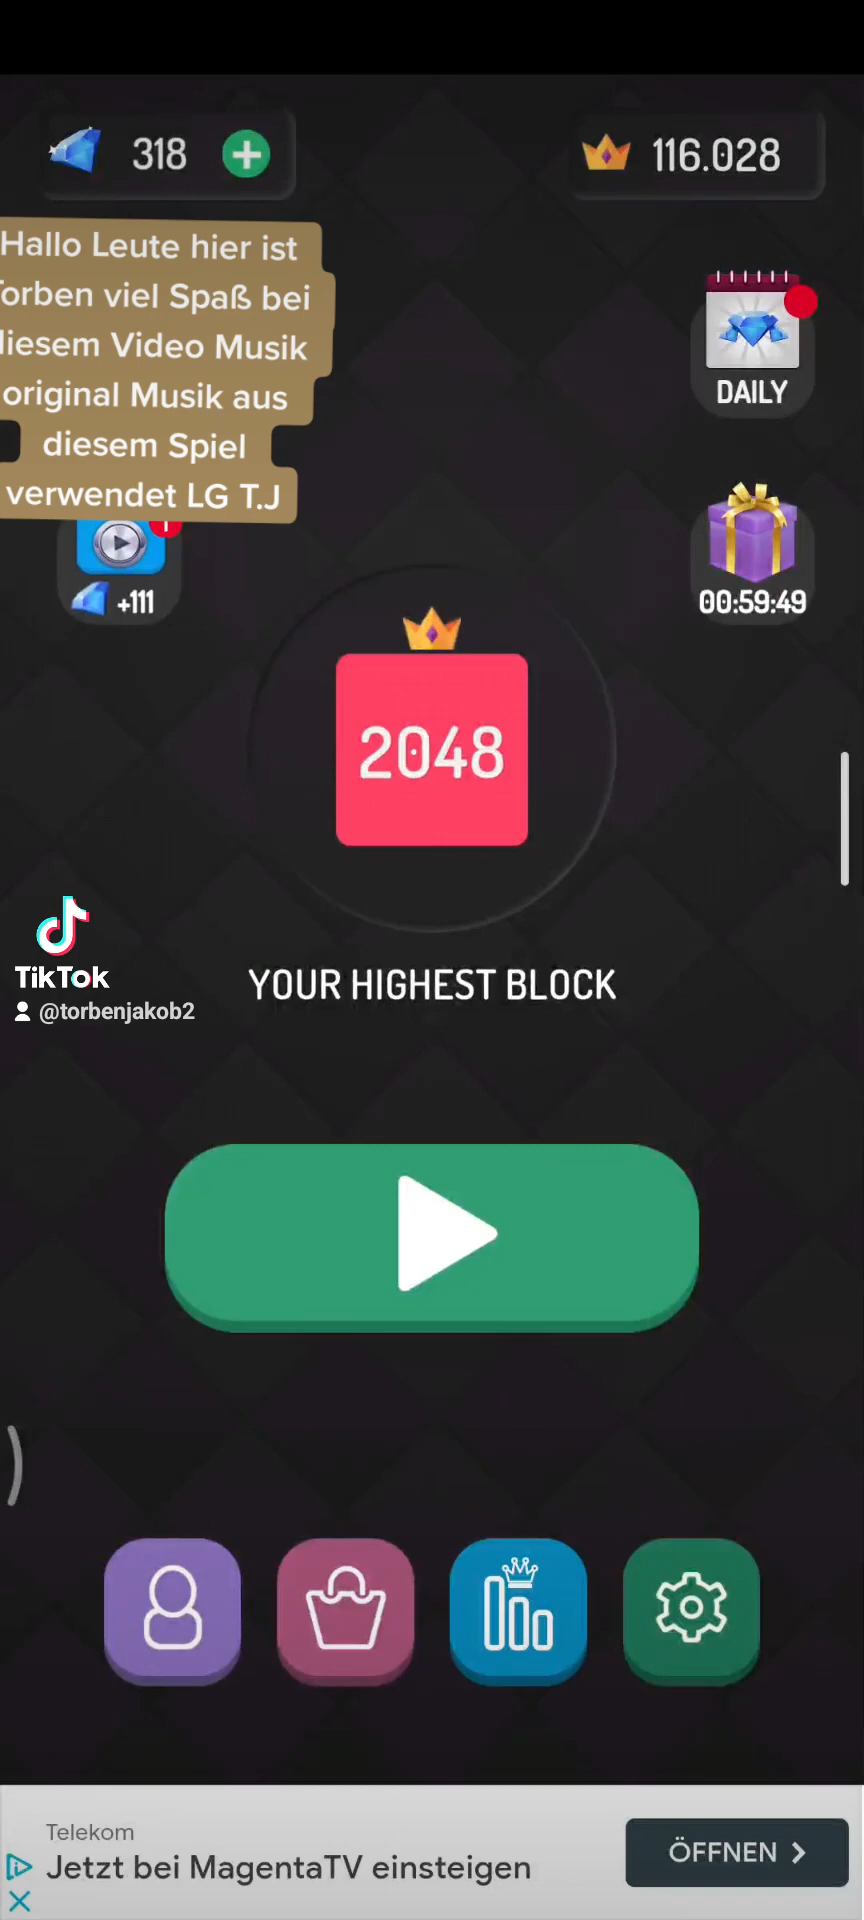 318
116.028
Hallo Leute hier ist
orben viel Spaß bei
diesem Video Musik
original Musik aus
diesem Spiel
verwendet LG T.J
DAILY
+111
00:59:49
2048
TikTok
@torbenjakob2
YOUR HIGHEST BLOCK
Telekom
Jetzt bei MagentaTV einsteigen
ÖFFNEN